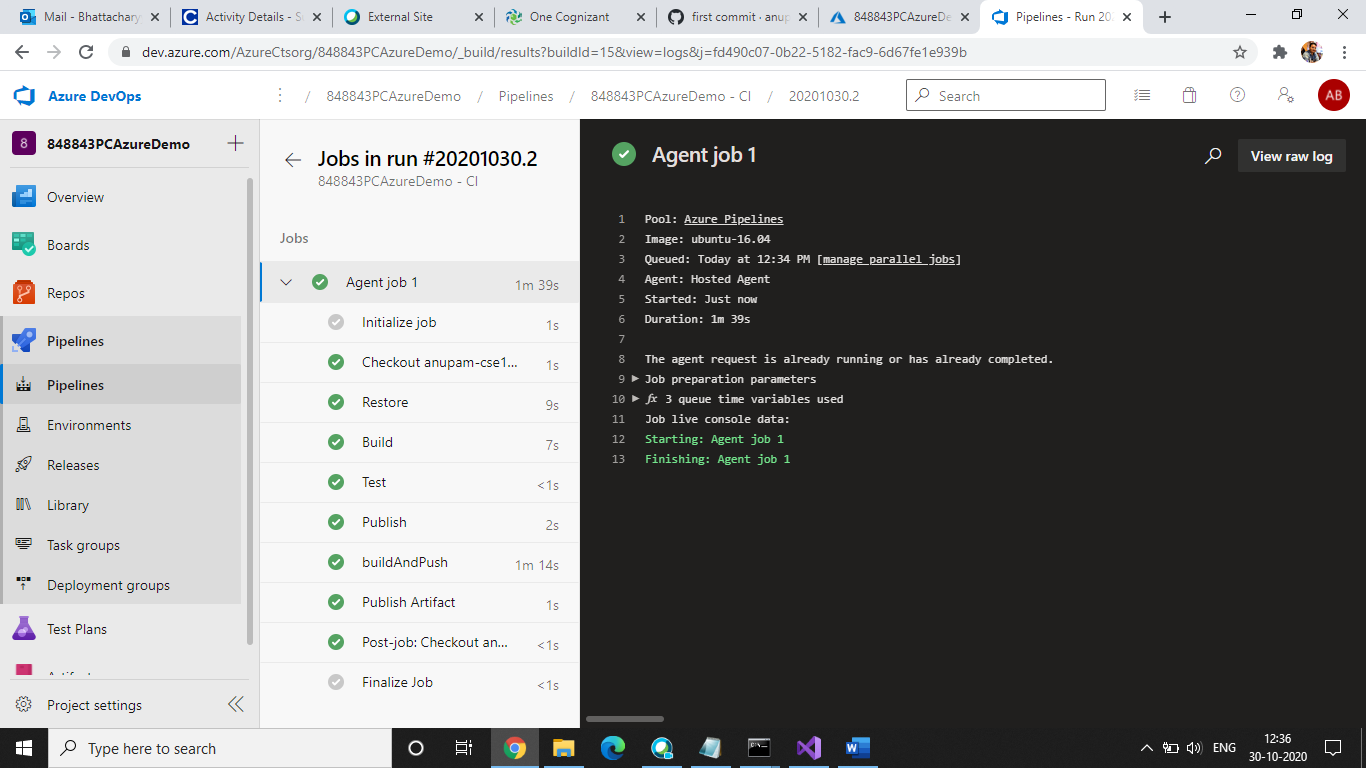 Mail - Bhattachary
Activity Details - S
External Site
One Cognizant
first commit · anup
848843PCAzureDe
Pipelines - Run 202
dev.azure.com/AzureCtsorg/848843PCAzureDemo/_build/results?buildId=15&view=logs&j=fd490c07-0b22-5182-fac9-6d67fe1e939b
Azure DevOps
/ 848843PCAzureDemo / Pipelines / 848843PCAzureDemo - CI / 20201030.2
Search
AB
8 848843PCAzureDemo
Overview
Boards
Repos
Pipelines
Pipelines
Environments
Releases
Library
Task groups
Deployment groups
Test Plans
Project settings
Jobs in run #20201030.2
848843PCAzureDemo - CI
Jobs
Agent job 1 1m 39s
Initialize job 1s
Checkout anupam-cse1... 1s
Restore 9s
Build 7s
Test <1s
Publish 2s
buildAndPush 1m 14s
Publish Artifact 1s
Post-job: Checkout an... <1s
Finalize Job <1s
Agent job 1
View raw log
1 Pool: Azure Pipelines
2 Image: ubuntu-16.04
3 Queued: Today at 12:34 PM [manage parallel jobs]
4 Agent: Hosted Agent
5 Started: Just now
6 Duration: 1m 39s
7
8 The agent request is already running or has already completed.
9 Job preparation parameters
10 fx 3 queue time variables used
11 Job live console data:
12 Starting: Agent job 1
13 Finishing: Agent job 1
Type here to search
ENG
12:36
30-10-2020